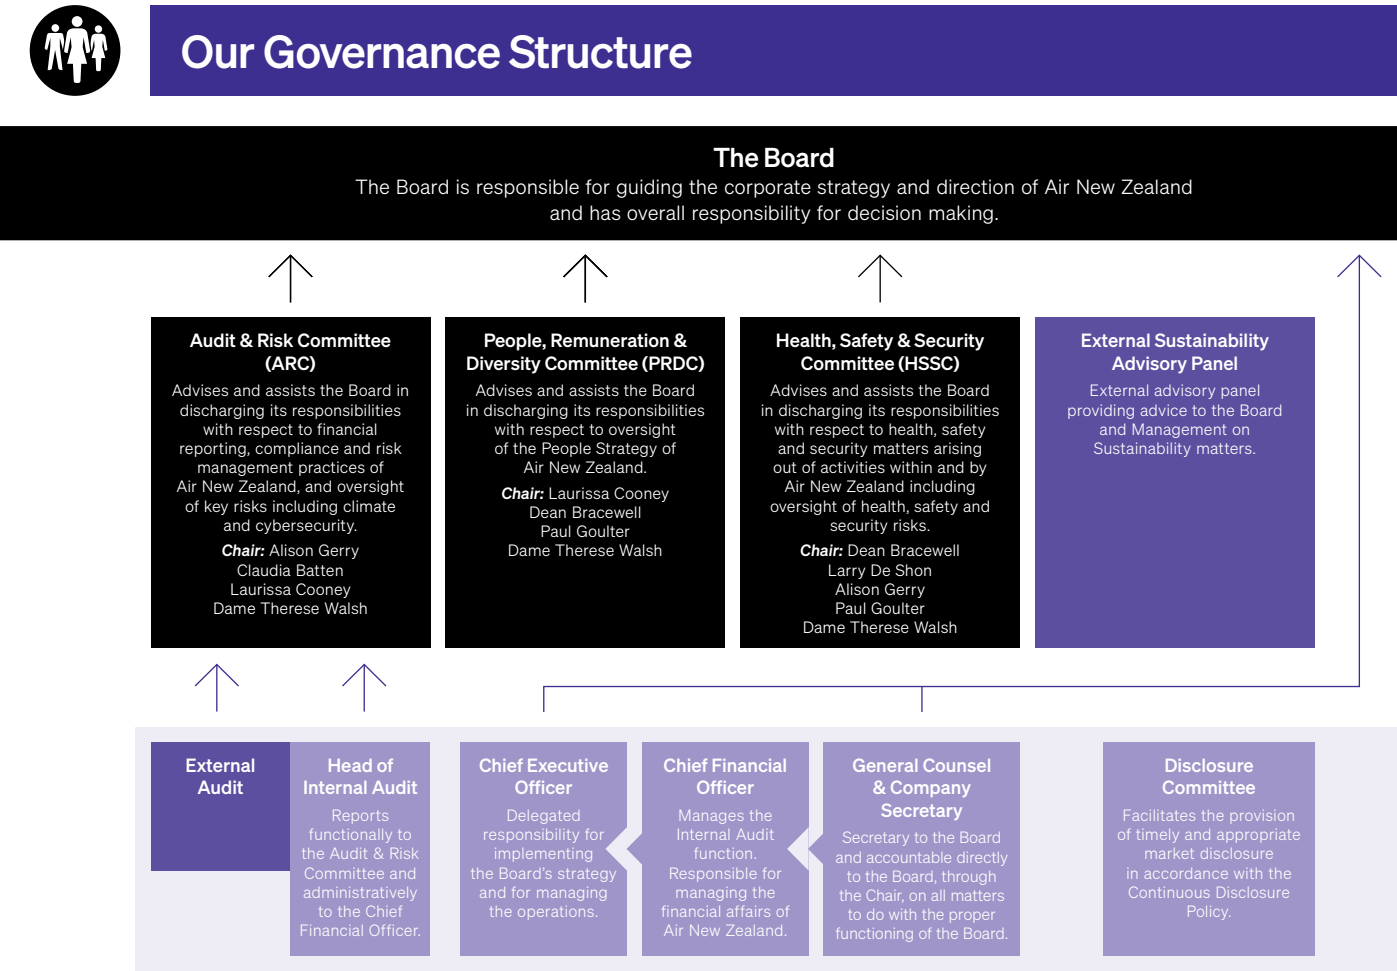 Our Governance Structure
The Board
The Board is responsible for guiding the corporate strategy and direction of Air New Zealand
and has overall responsibility for decision making.
Audit & Risk Committee
(ARC)
Advises and assists the Board in
discharging its responsibilities
with respect to financial
reporting, compliance and risk
management practices of
Air New Zealand, and oversight
of key risks including climate
and cybersecurity.
Chair: Alison Gerry
Claudia Batten
Laurissa Cooney
Dame Therese Walsh
People, Remuneration &
Diversity Committee (PRDC)
Advises and assists the Board
in discharging its responsibilities
with respect to oversight
of the People Strategy of
Air New Zealand.
Chair: Laurissa Cooney
Dean Bracewell
Paul Goulter
Dame Therese Walsh
Health, Safety & Security
Committee (HSSC)
Advises and assists the Board
in discharging its responsibilities
with respect to health, safety
and security matters arising
out of activities within and by
Air New Zealand including
oversight of health, safety and
security risks.
Chair: Dean Bracewell
Larry De Shon
Alison Gerry
Paul Goulter
Dame Therese Walsh
External Sustainability
Advisory Panel
External advisory panel
providing advice to the Board
and Management on
Sustainability matters.
External
Audit
Head of
Internal Audit
Reports
functionally to
the Audit & Risk
Committee and
administratively
to the Chief
Financial Officer.
Chief Executive
Officer
Delegated
responsibility for
implementing
the Board's strategy
and for managing
the operations.
Chief Financial
Officer
Manages the
Internal Audit
function.
Responsible for
managing the
financial affairs of
Air New Zealand.
General Counsel
& Company
Secretary
Secretary to the Board
and accountable directly
to the Board, through
the Chair, on all matters
to do with the proper
functioning of the Board.
Disclosure
Committee
Facilitates the provision
of timely and appropriate
market disclosure
in accordance with the
Continuous Disclosure
Policy.